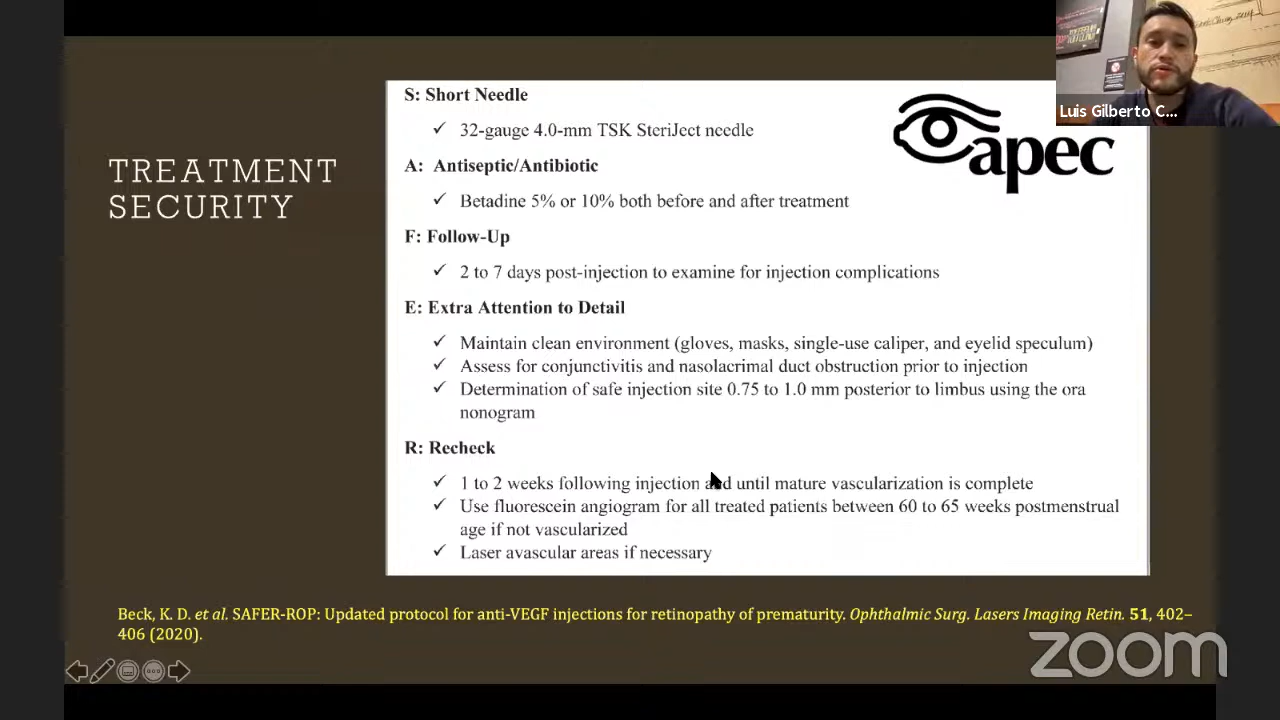 Luis Gilberto C...
apec
TREATMENT
SECURITY
S: Short Needle
✓ 32-gauge 4.0-mm TSK SteriJect needle
A: Antiseptic/Antibiotic
✓ Betadine 5% or 10% both before and after treatment
F: Follow-Up
✓ 2 to 7 days post-injection to examine for injection complications
E: Extra Attention to Detail
✓ Maintain clean environment (gloves, masks, single-use caliper, and eyelid speculum)
✓ Assess for conjunctivitis and nasolacrimal duct obstruction prior to injection
✓ Determination of safe injection site 0.75 to 1.0 mm posterior to limbus using the ora
nonogram
R: Recheck
✓ 1 to 2 weeks following injection and until mature vascularization is complete
✓ Use fluorescein angiogram for all treated patients between 60 to 65 weeks postmenstrual
age if not vascularized
✓ Laser avascular areas if necessary
Beck, K. D. et al. SAFER-ROP: Updated protocol for anti-VEGF injections for retinopathy of prematurity. Ophthalmic Surg. Lasers Imaging Retin. 51, 402–
406 (2020).
zoom